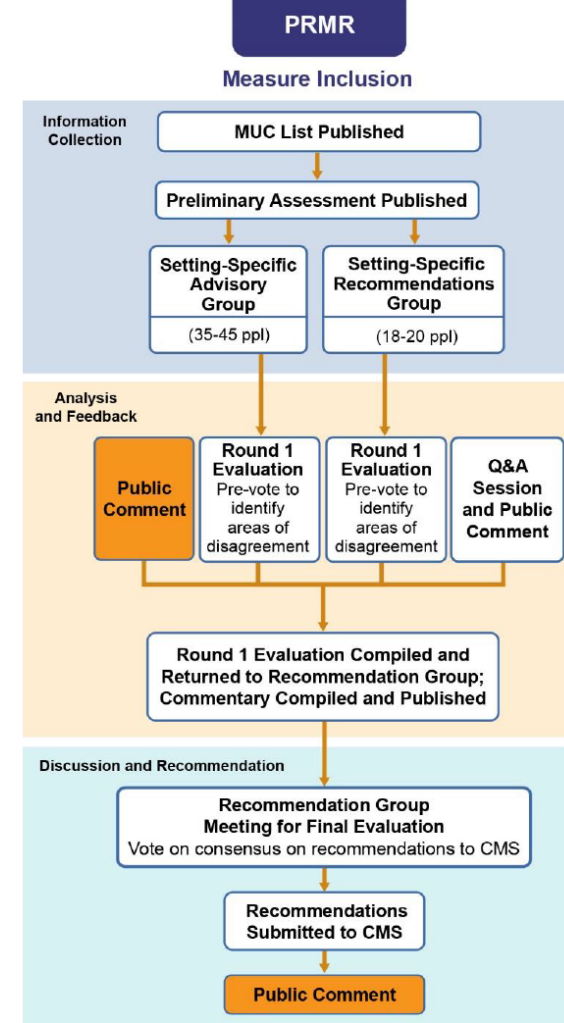 PRMR
Measure Inclusion
Information
Collection
MUC List Published
Preliminary Assessment Published
Setting-Specific
Advisory
Group
(35-45 ppl)
Setting-Specific
Recommendations
Group
(18-20 ppl)
Analysis
and Feedback
Public
Comment
Round 1
Evaluation
Pre-vote to
identify
areas of
disagreement
Round 1
Evaluation
Pre-vote to
identify
areas of
disagreement
Q&A
Session
and Public
Comment
Round 1 Evaluation Compiled and
Returned to Recommendation Group;
Commentary Compiled and Published
Discussion and Recommendation
Recommendation Group
Meeting for Final Evaluation
Vote on consensus on recommendations to CMS
Recommendations
Submitted to CMS
Public Comment